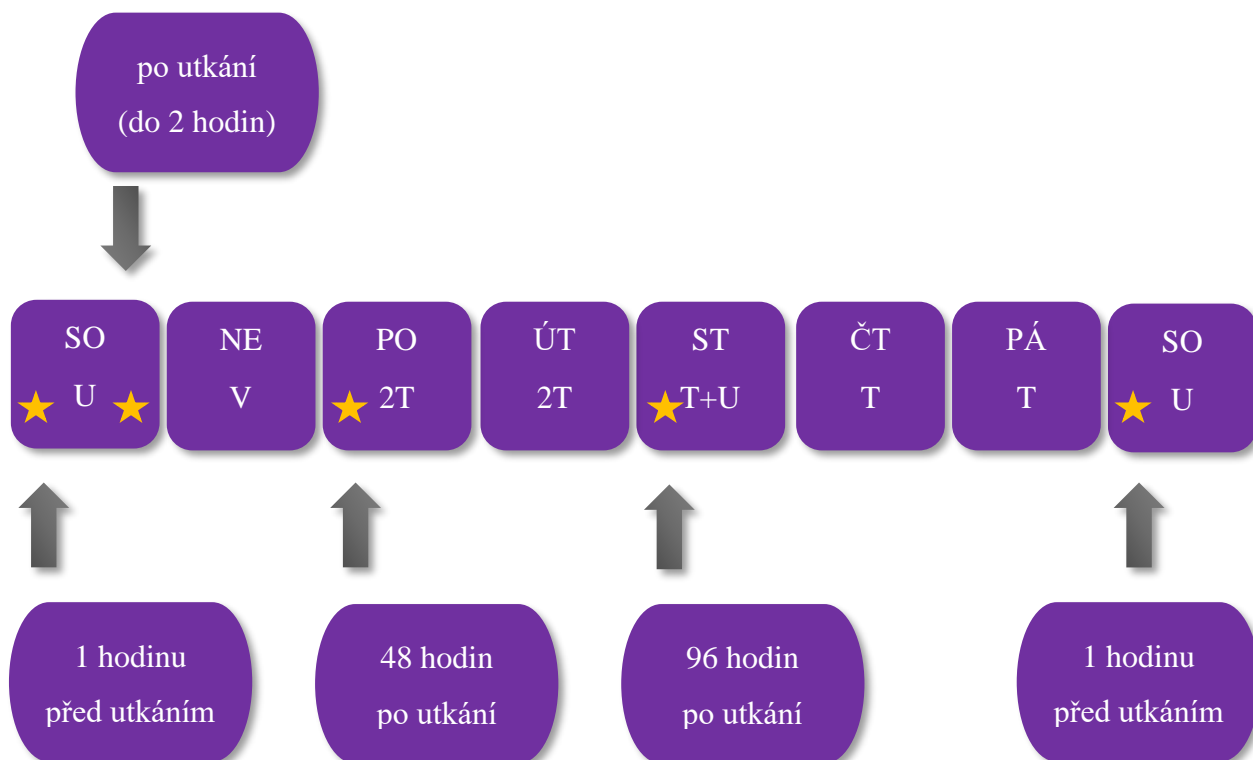 po utkání
(do 2 hodin)
SO
U
NE
V
PO
2T
ÚT
2T
ST
T+U
ČT
T
PÁ
T
SO
U
1 hodinu
před utkáním
48 hodin
po utkání
96 hodin
po utkání
1 hodinu
před utkáním